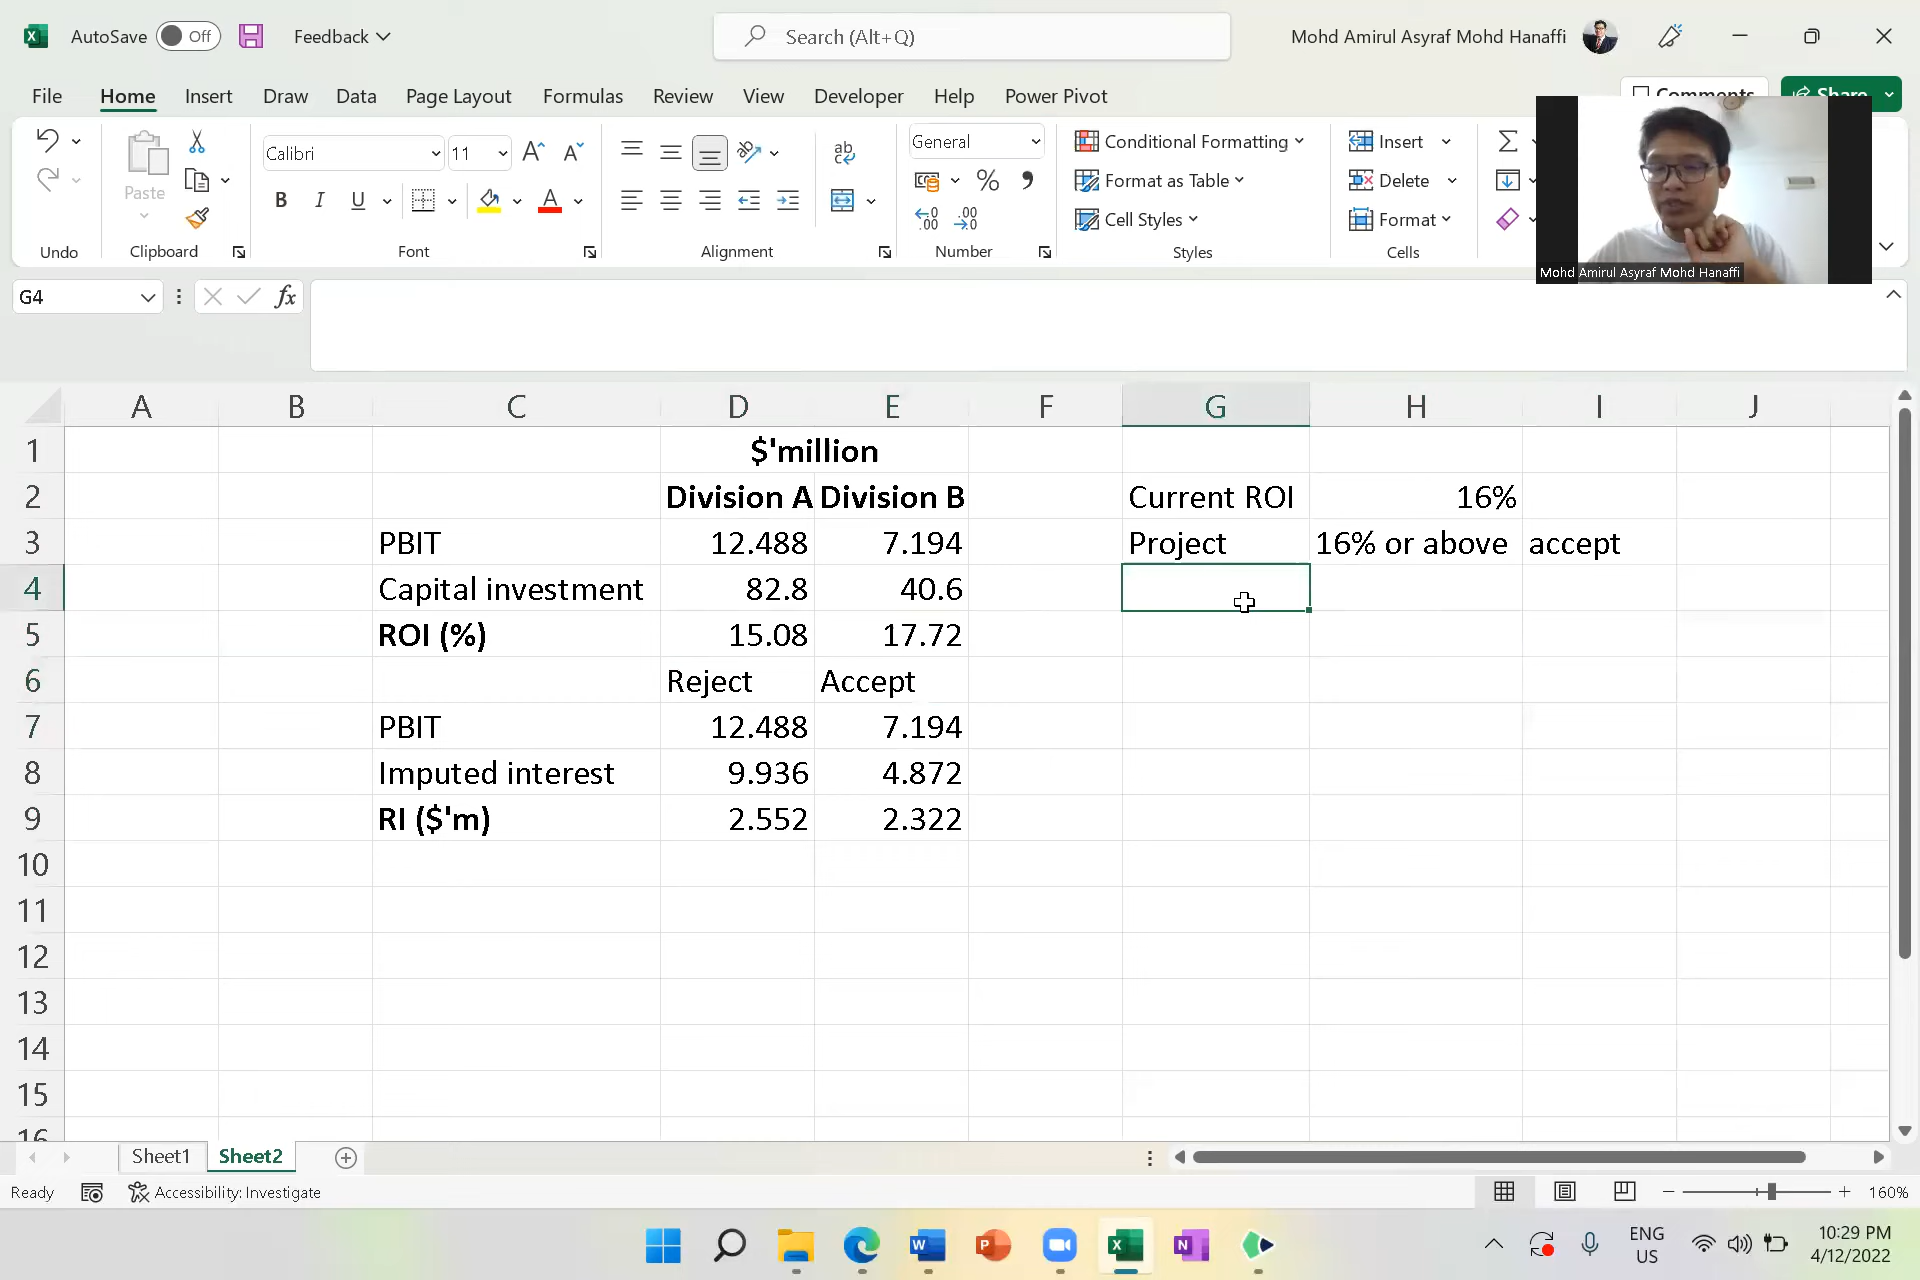 AutoSave Off Feedback Search (Alt+Q) Mohd Amirul Asyraf Mohd Hanaffi
File Home Insert Draw Data Page Layout Formulas Review View Developer Help Power Pivot Comments Share
Calibri 11 ab General Conditional Formatting Insert
Paste B I U A % Format as Table Delete
Cell Styles Format
Undo Clipboard Font Alignment Number Styles Cells
Mohd Amirul Asyraf Mohd Hanaffi
G4 fx
A B C D E F G H I J
1 $'million
2 Division A Division B Current ROI 16%
3 PBIT 12.488 7.194 Project 16% or above accept
4 Capital investment 82.8 40.6
5 ROI (%) 15.08 17.72
6 Reject Accept
7 PBIT 12.488 7.194
8 Imputed interest 9.936 4.872
9 RI ($'m) 2.552 2.322
10
11
12
13
14
15
16
Sheet1 Sheet2
Ready Accessibility: Investigate 160%
ENG 10:29 PM
US 4/12/2022